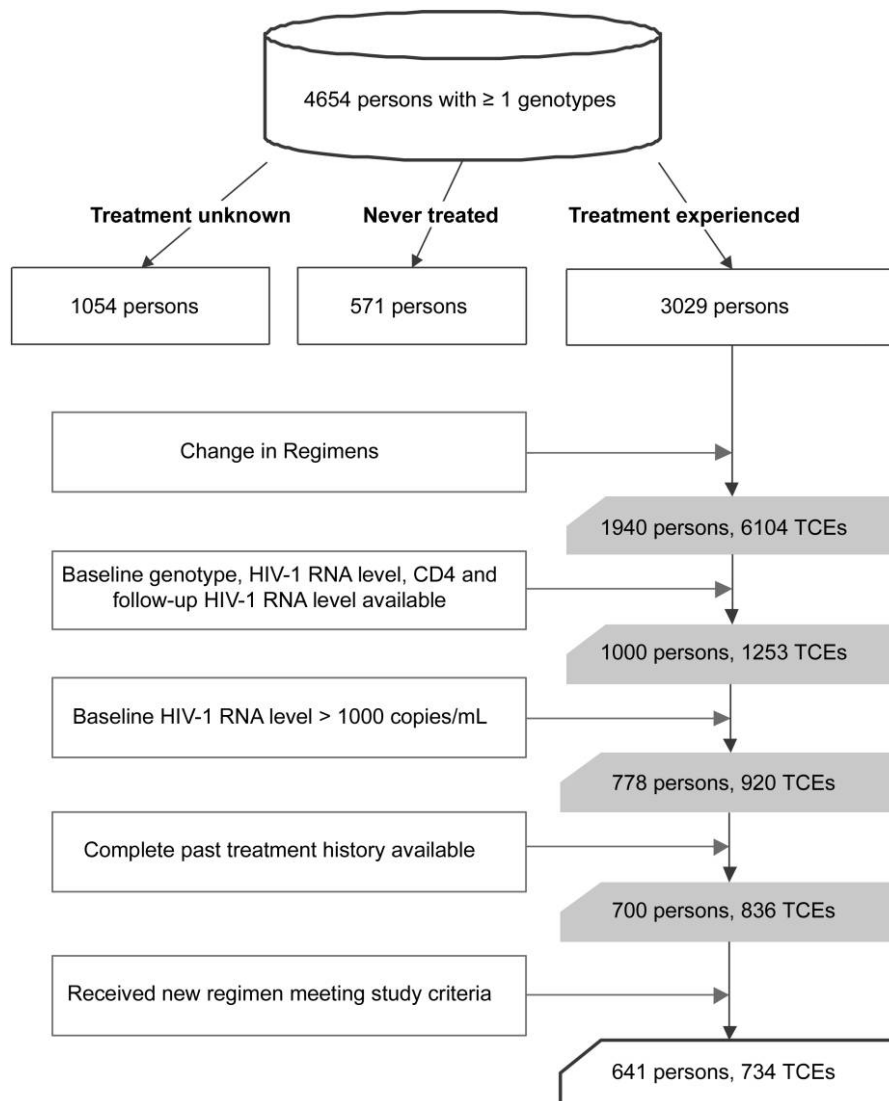 4654 persons with ≥ 1 genotypes
Treatment unknown
Never treated
Treatment experienced
1054 persons
571 persons
3029 persons
Change in Regimens
1940 persons, 6104 TCEs
Baseline genotype, HIV-1 RNA level, CD4 and
follow-up HIV-1 RNA level available
1000 persons, 1253 TCEs
Baseline HIV-1 RNA level > 1000 copies/mL
778 persons, 920 TCEs
Complete past treatment history available
700 persons, 836 TCEs
Received new regimen meeting study criteria
641 persons, 734 TCEs